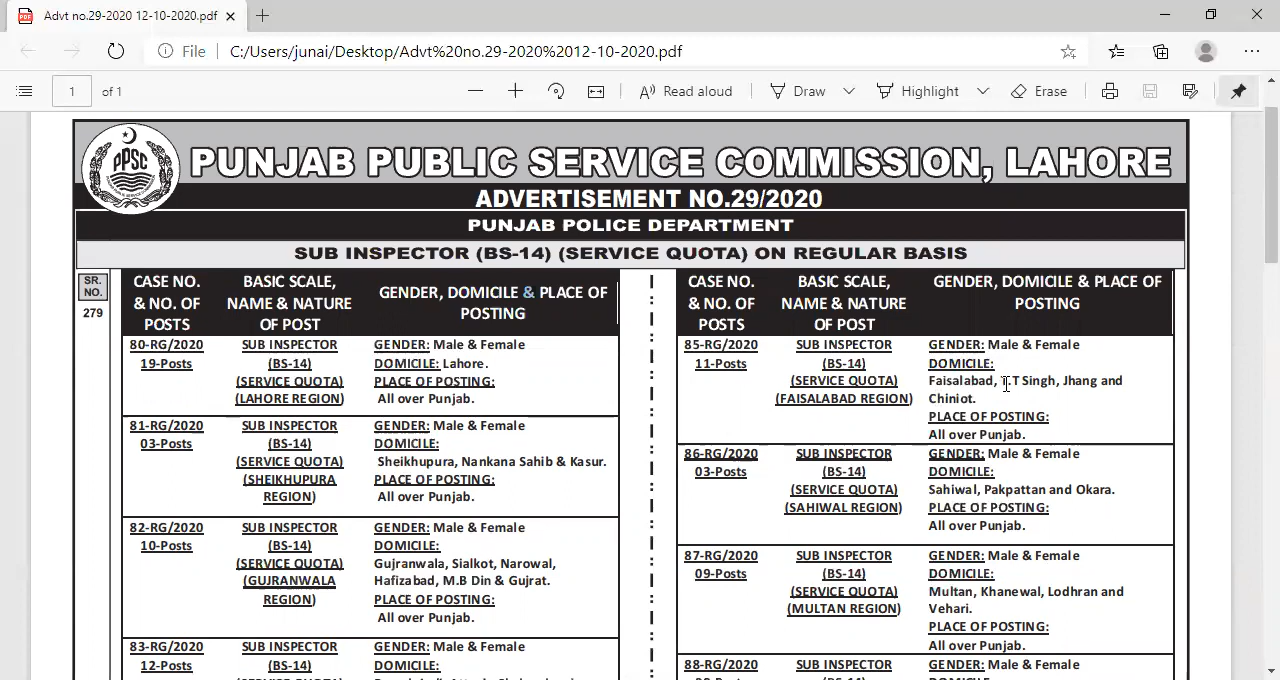 Advt no.29-2020 12-10-2020.pdf
File
C:/Users/junai/Desktop/Advt%20no.29-2020%2012-10-2020.pdf
1 of 1
Read aloud
Draw
Highlight
Erase
PPSC
PUNJAB PUBLIC SERVICE COMMISSION, LAHORE
ADVERTISEMENT NO.29/2020
PUNJAB POLICE DEPARTMENT
SUB INSPECTOR (BS-14) (SERVICE QUOTA) ON REGULAR BASIS
SR.
NO.
279
CASE NO.
& NO. OF
POSTS
BASIC SCALE,
NAME & NATURE
OF POST
GENDER, DOMICILE & PLACE OF
POSTING
80-RG/2020
19-Posts
SUB INSPECTOR
(BS-14)
(SERVICE QUOTA)
(LAHORE REGION)
GENDER: Male & Female
DOMICILE: Lahore.
PLACE OF POSTING:
All over Punjab.
81-RG/2020
03-Posts
SUB INSPECTOR
(BS-14)
(SERVICE QUOTA)
(SHEIKHUPURA
REGION)
GENDER: Male & Female
DOMICILE:
Sheikhupura, Nankana Sahib & Kasur.
PLACE OF POSTING:
All over Punjab.
82-RG/2020
10-Posts
SUB INSPECTOR
(BS-14)
(SERVICE QUOTA)
(GUJRANWALA
REGION)
GENDER: Male & Female
DOMICILE:
Gujranwala, Sialkot, Narowal,
Hafizabad, M.B Din & Gujrat.
PLACE OF POSTING:
All over Punjab.
83-RG/2020
12-Posts
SUB INSPECTOR
(BS-14)
GENDER: Male & Female
DOMICILE:
CASE NO.
& NO. OF
POSTS
BASIC SCALE,
NAME & NATURE
OF POST
GENDER, DOMICILE & PLACE OF
POSTING
85-RG/2020
11-Posts
SUB INSPECTOR
(BS-14)
(SERVICE QUOTA)
(FAISALABAD REGION)
GENDER: Male & Female
DOMICILE:
Faisalabad, T.T Singh, Jhang and
Chiniot.
PLACE OF POSTING:
All over Punjab.
86-RG/2020
03-Posts
SUB INSPECTOR
(BS-14)
(SERVICE QUOTA)
(SAHIWAL REGION)
GENDER: Male & Female
DOMICILE:
Sahiwal, Pakpattan and Okara.
PLACE OF POSTING:
All over Punjab.
87-RG/2020
09-Posts
SUB INSPECTOR
(BS-14)
(SERVICE QUOTA)
(MULTAN REGION)
GENDER: Male & Female
DOMICILE:
Multan, Khanewal, Lodhran and
Vehari.
PLACE OF POSTING:
All over Punjab.
88-RG/2020
SUB INSPECTOR
(BS-14)
GENDER: Male & Female
DOMICILE: